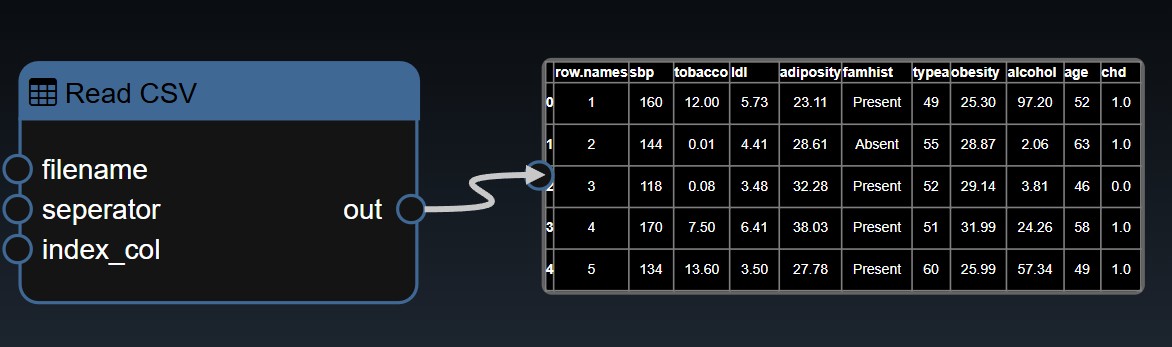 Read CSV
filename
seperator out
index_col
row.names sbp tobacco ldl adiposity famhist typea obesity alcohol age chd
0 1 160 12.00 5.73 23.11 Present 49 25.30 97.20 52 1.0
1 2 144 0.01 4.41 28.61 Absent 55 28.87 2.06 63 1.0
2 3 118 0.08 3.48 32.28 Present 52 29.14 3.81 46 0.0
3 4 170 7.50 6.41 38.03 Present 51 31.99 24.26 58 1.0
4 5 134 13.60 3.50 27.78 Present 60 25.99 57.34 49 1.0